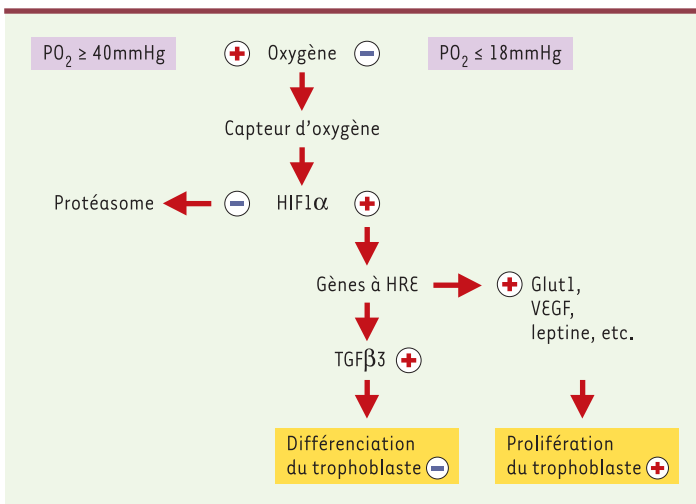 PO₂ ≥ 40mmHg + Oxygène − PO₂ ≤ 18mmHg
Capteur d'oxygène
Protéasome − HIF1α +
Gènes à HRE + Glut1,
VEGF,
leptine, etc.
TGFβ3 +
Différenciation
du trophoblaste −
Prolifération
du trophoblaste +